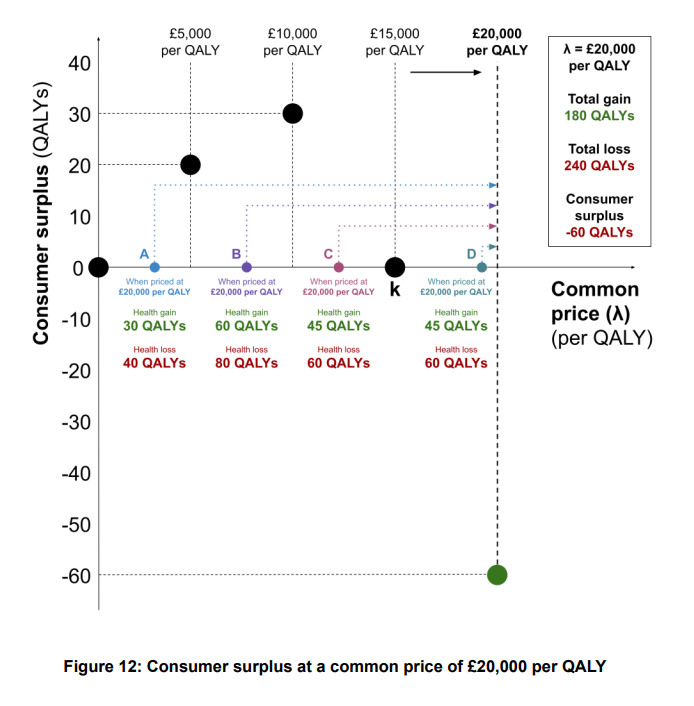 £5,000
per QALY
£10,000
per QALY
£15,000
per QALY
£20,000
per QALY
λ = £20,000
per QALY
Total gain
180 QALYs
Total loss
240 QALYs
Consumer
surplus
-60 QALYs
Consumer surplus (QALYs)
40
30
20
10
0
-10
-20
-30
-40
-50
-60
A
B
C
D
k
When priced at
£20,000 per QALY
Health gain
30 QALYs
Health loss
40 QALYs
When priced at
£20,000 per QALY
Health gain
60 QALYs
Health loss
80 QALYs
When priced at
£20,000 per QALY
Health gain
45 QALYs
Health loss
60 QALYs
When priced at
£20,000 per QALY
Health gain
45 QALYs
Health loss
60 QALYs
Common
price (λ)
(per QALY)
Figure 12: Consumer surplus at a common price of £20,000 per QALY